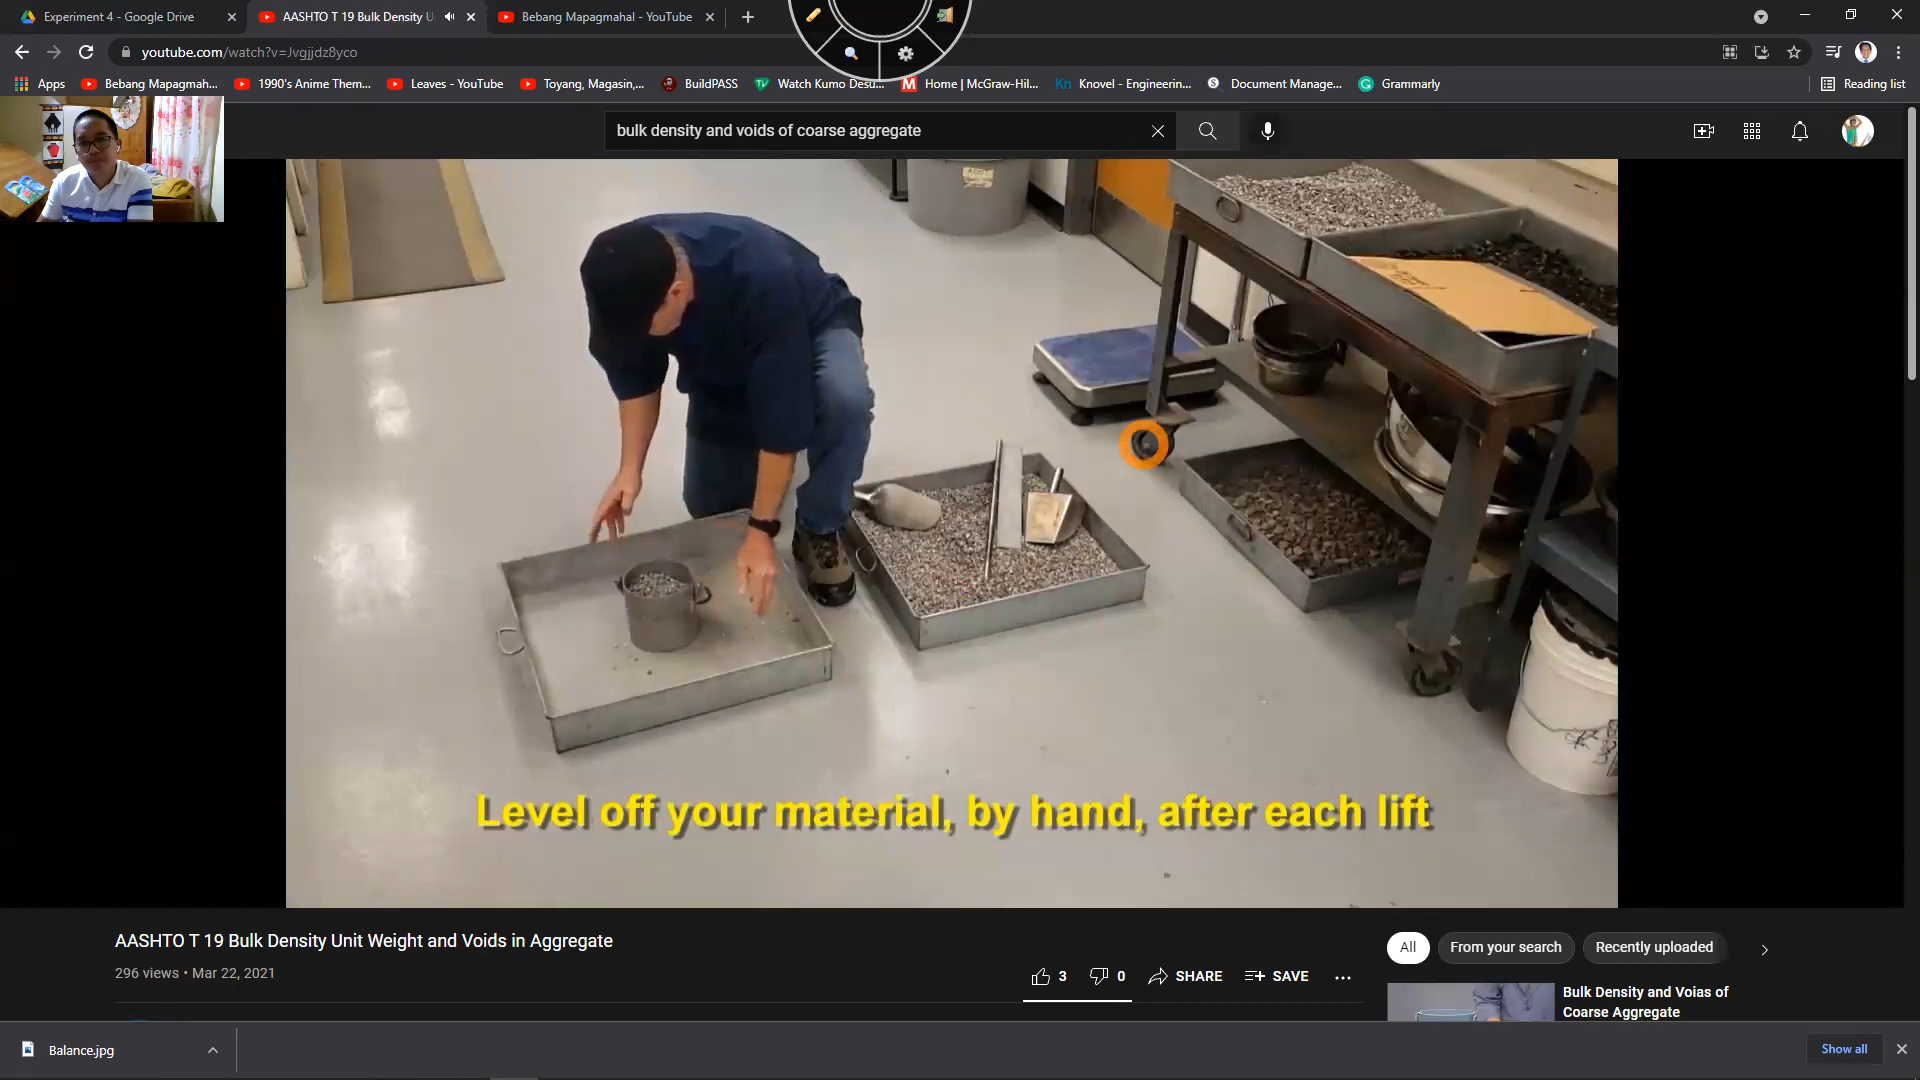 Experiment 4 - Google Drive
AASHTO T 19 Bulk Density U
Bebang Mapagmahal - YouTube
youtube.com/watch?v=Jvgjjdz8yco
Apps
Bebang Mapagmah...
1990's Anime Them...
Leaves - YouTube
Toyang, Magasin,...
BuildPASS
Watch Kumo Desu...
Home | McGraw-Hil...
Knovel - Engineerin...
Document Manage...
Grammarly
Reading list
bulk density and voids of coarse aggregate
Level off your material, by hand, after each lift
AASHTO T 19 Bulk Density Unit Weight and Voids in Aggregate
296 views • Mar 22, 2021
3
0
SHARE
SAVE
All
From your search
Recently uploaded
Bulk Density and Voias of
Coarse Aggregate
Balance.jpg
Show all